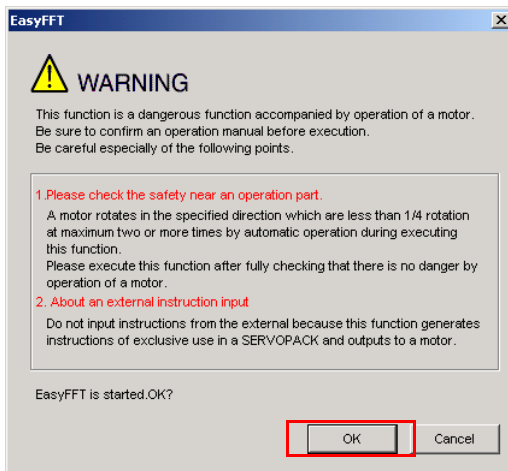 EasyFFT
WARNING
This function is a dangerous function accompanied by operation of a motor.
Be sure to confirm an operation manual before execution.
Be careful especially of the following points.
1.Please check the safety near an operation part.
A motor rotates in the specified direction which are less than 1/4 rotation
at maximum two or more times by automatic operation during executing
this function.
Please execute this function after fully checking that there is no danger by
operation of a motor.
2. About an external instruction input
Do not input instructions from the external because this function generates
instructions of exclusive use in a SERVOPACK and outputs to a motor.
EasyFFT is started.OK?
OK Cancel